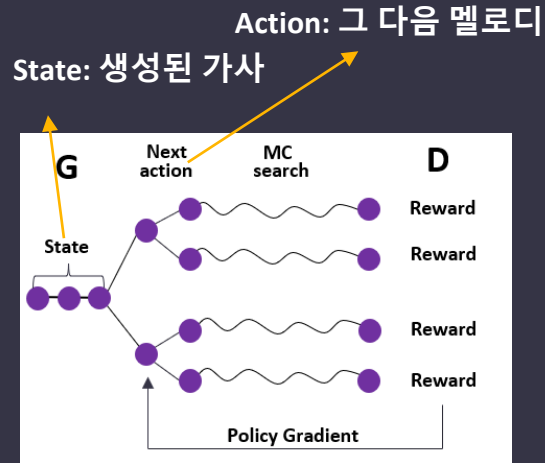 Action: 그 다음 멜로디
State: 생성된 가사
G
Next
action
MC
search
D
State
Reward
Reward
Reward
Reward
Policy Gradient